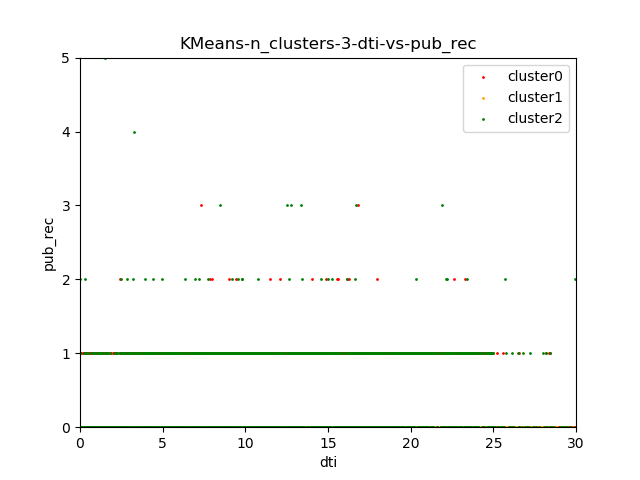 KMeans-n_clusters-3-dti-vs-pub_rec
5
4
3
2
1
0
pub_rec
cluster0
cluster1
cluster2
0 5 10 15 20 25 30
dti